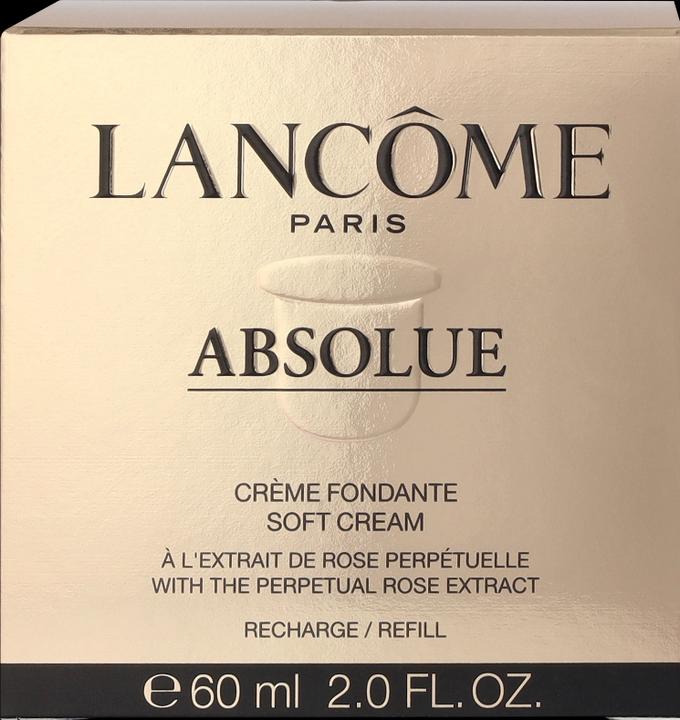 LANCÔME
PARIS
ABSOLUE
CRÈME FONDANTE
SOFT CREAM
À L'EXTRAIT DE ROSE PERPÉTUELLE
WITH THE PERPETUAL ROSE EXTRACT
RECHARGE / REFILL
℮ 60 ml 2.0 FL. OZ.